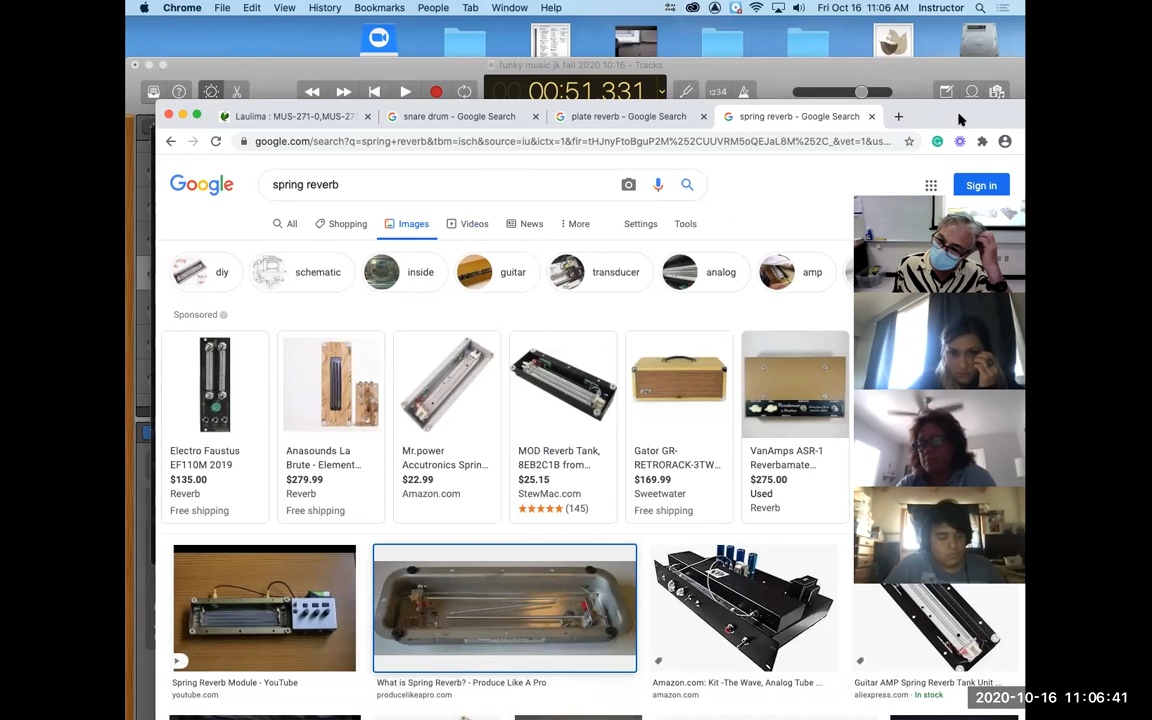 Chrome File Edit View History Bookmarks People Tab Window Help Fri Oct 16 11:06 AM Instructor
funky music jk fall 2020 10:16 - Tracks
00:51.331
1234
Laulima : MUS-271-0,MUS-27 snare drum - Google Search plate reverb - Google Search spring reverb - Google Search
google.com/search?q=spring+reverb&tbm=isch&source=iu&ictx=1&fir=tHJnyFtoBguP2M%252CUUVRM5oQEJaL8M%252C_&vet=1&us...
Google spring reverb Sign in
All Shopping Images Videos News More Settings Tools
diy schematic inside guitar transducer analog amp
Sponsored
Electro Faustus EF110M 2019
$135.00
Reverb
Free shipping
Anasounds La Brute - Element...
$279.99
Reverb
Free shipping
Mr.power Accutronics Sprin...
$22.99
Amazon.com
MOD Reverb Tank, 8EB2C1B from...
$25.15
StewMac.com
★★★★★ (145)
Gator GR-RETRORACK-3TW...
$169.99
Sweetwater
Free shipping
VanAmps ASR-1 Reverbamate...
$275.00
Used
Reverb
Spring Reverb Module - YouTube
youtube.com
What is Spring Reverb? - Produce Like A Pro
producelikeapro.com
Amazon.com: Kit -The Wave, Analog Tube ...
amazon.com
Guitar AMP Spring Reverb Tank Unit ...
aliexpress.com · In stock
2020-10-16 11:06:41